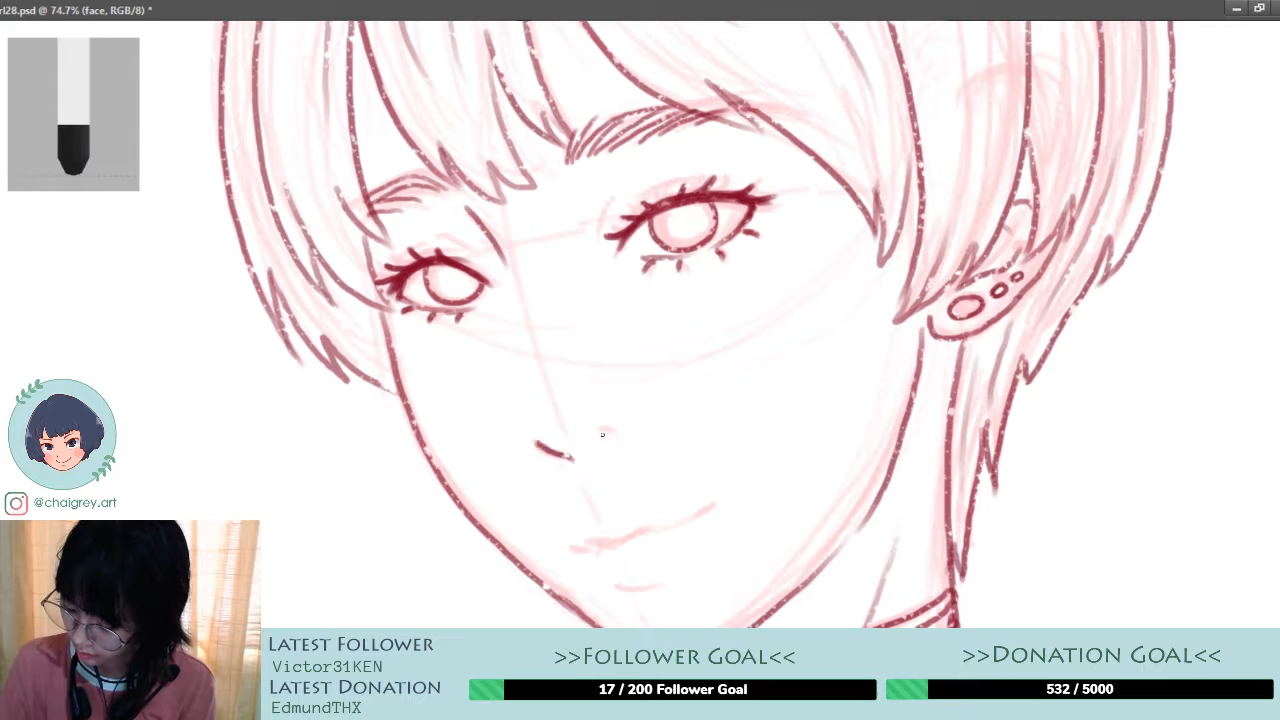 rl28.psd @ 74.7% (face, RGB/8) *
@chaigrey.art
LATEST FOLLOWER
Victor31KEN
LATEST DONATION
EdmundTHX
>>FOLLOWER GOAL<<
17 / 200 Follower Goal
>>DONATION GOAL<<
532 / 5000